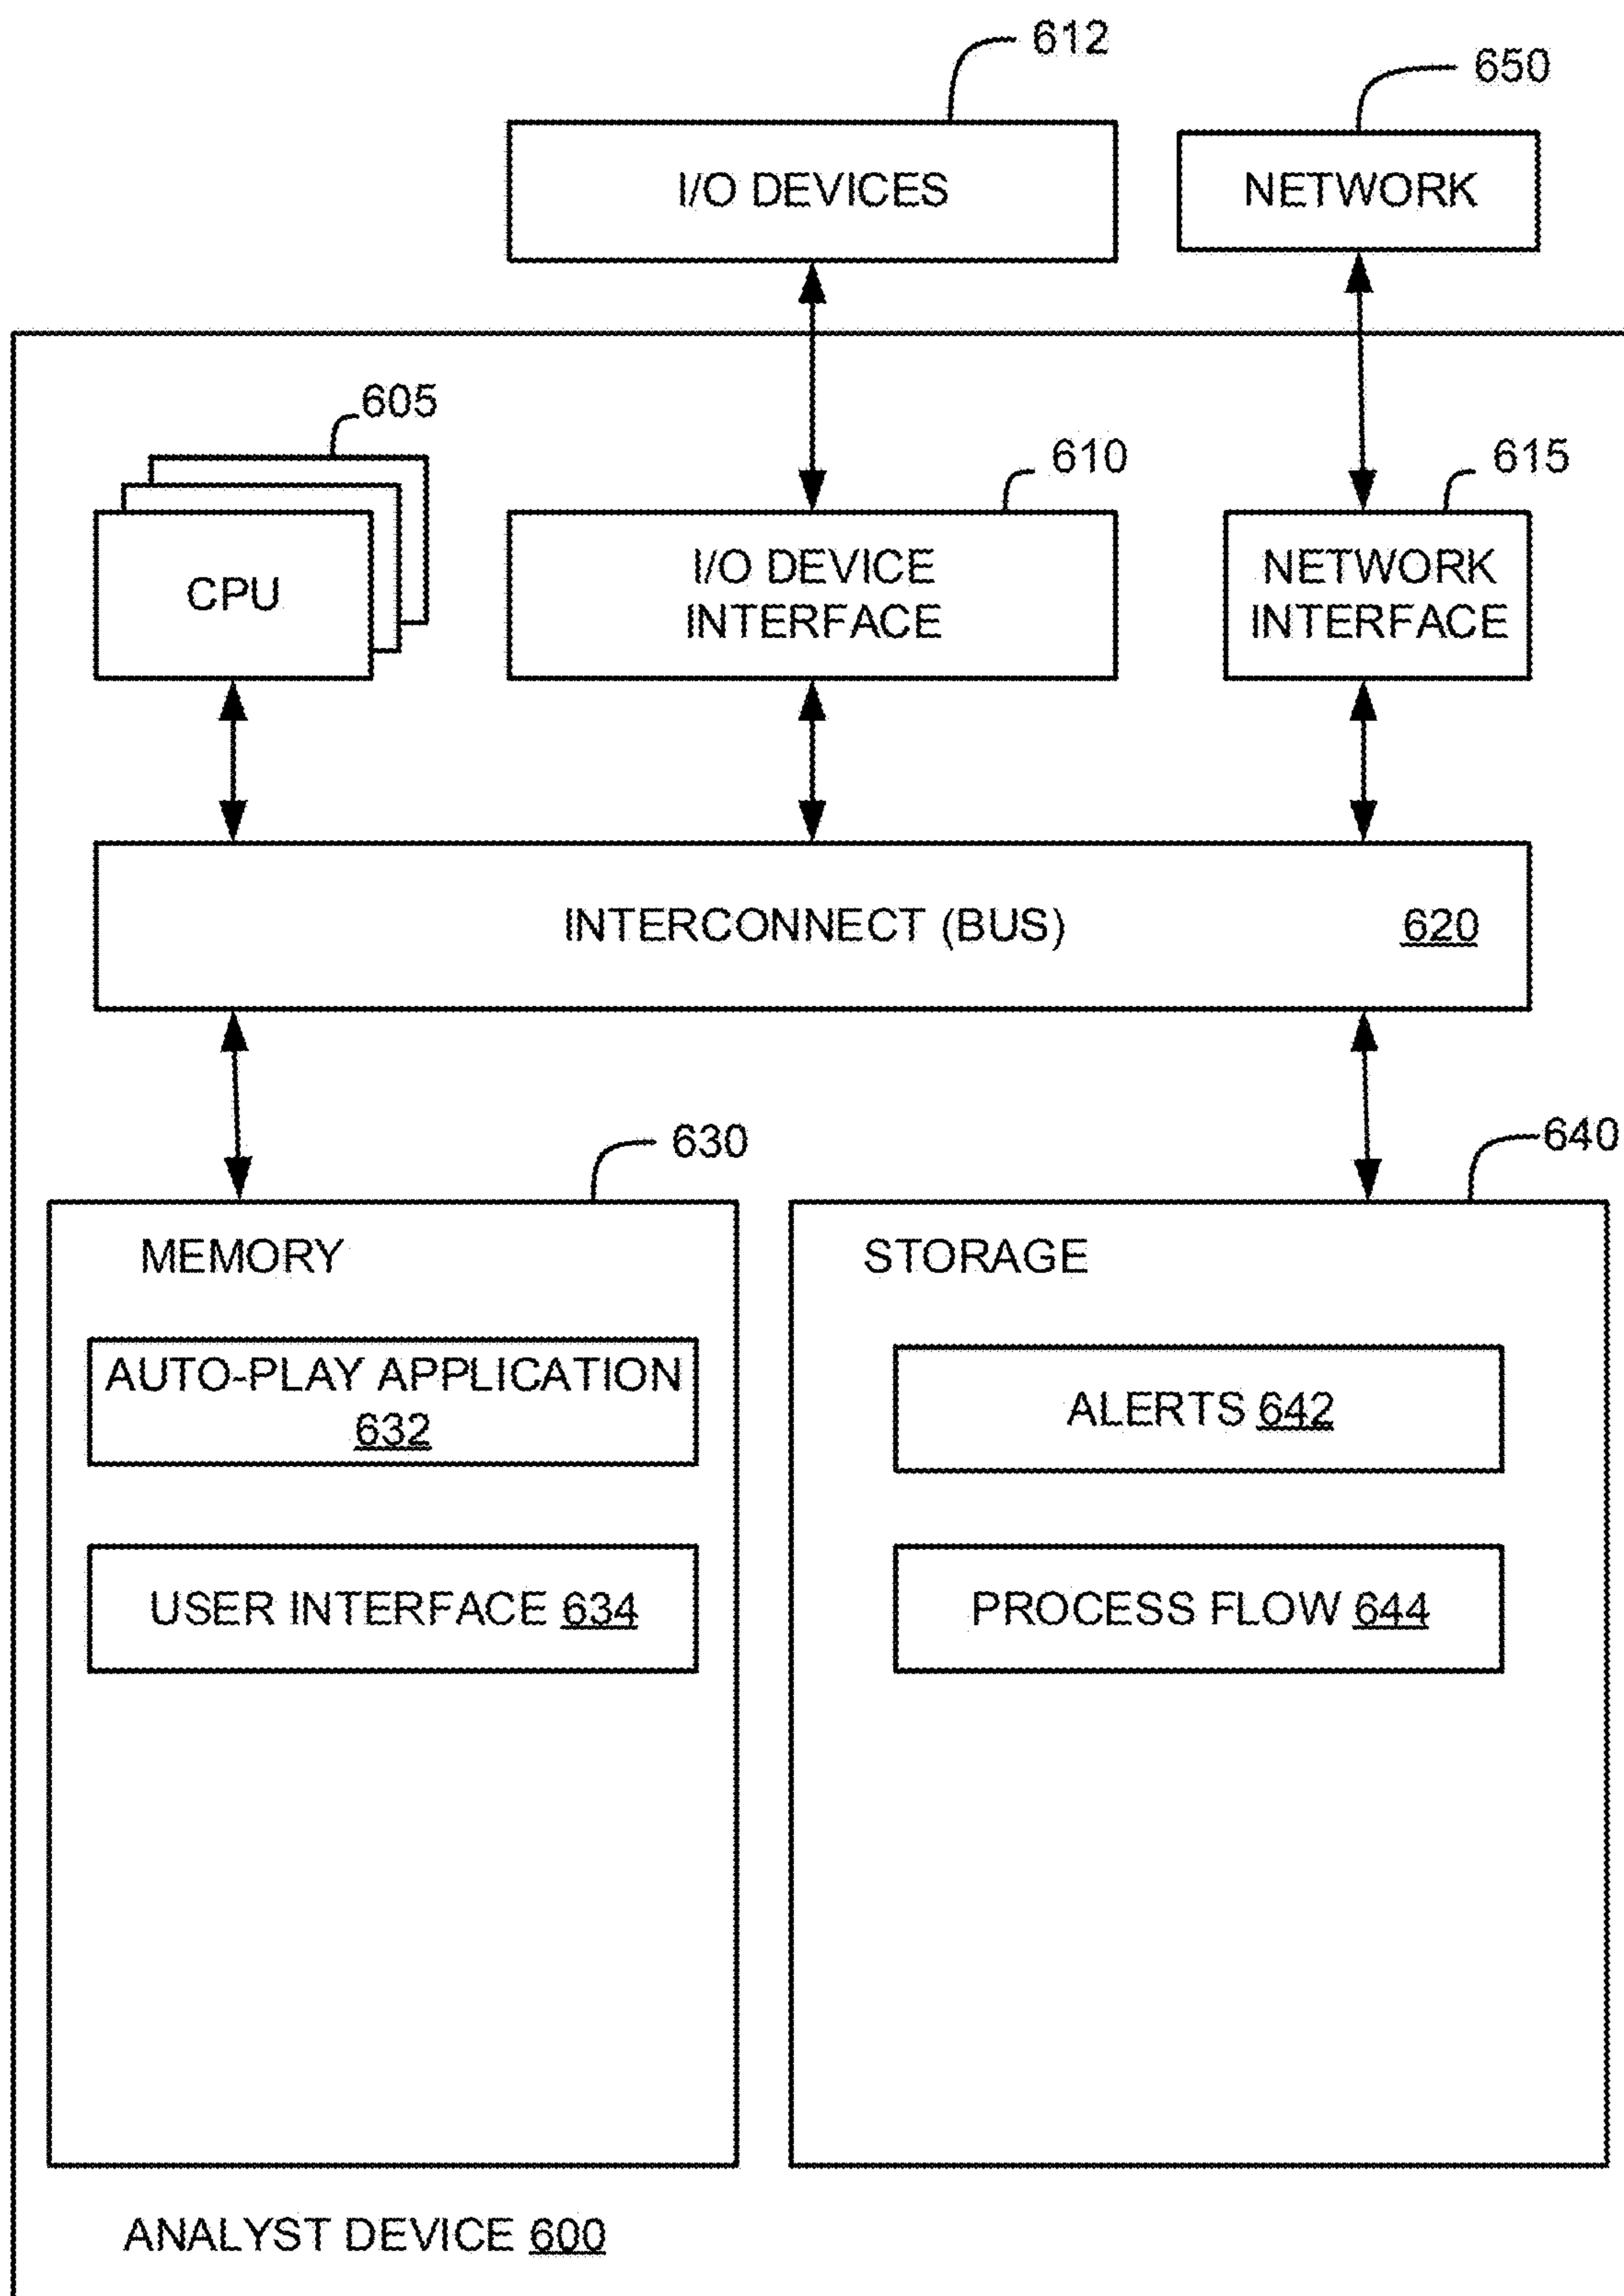 612
650
I/O DEVICES
NETWORK
605
610
615
CPU
I/O DEVICE
INTERFACE
NETWORK
INTERFACE
INTERCONNECT (BUS) 620
630
640
MEMORY
AUTO-PLAY APPLICATION
632
USER INTERFACE 634
STORAGE
ALERTS 642
PROCESS FLOW 644
ANALYST DEVICE 600